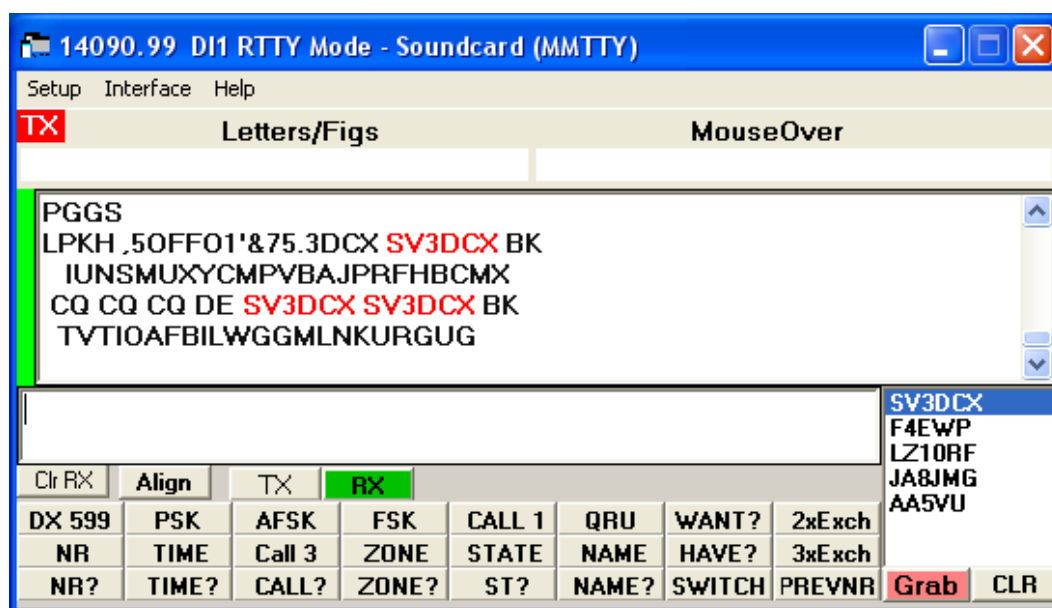 14090.99 DI1 RTTY Mode - Soundcard (MMTTY)
Setup Interface Help
TX Letters/Figs MouseOver
PGGS
LPKH ,5OFFO1'&75.3DCX SV3DCX BK
IUNSMUXYCMPVBAJPRFHBCMX
CQ CQ CQ DE SV3DCX SV3DCX BK
TVTIOAFBILWGGMLNKURGUG
SV3DCX
F4EWP
LZ10RF
JA8JMG
AA5VU
Clr RX Align TX RX
DX 599 PSK AFSK FSK CALL 1 QRU WANT? 2xExch
NR TIME Call 3 ZONE STATE NAME HAVE? 3xExch
NR? TIME? CALL? ZONE? ST? NAME? SWITCH PREVNR Grab CLR